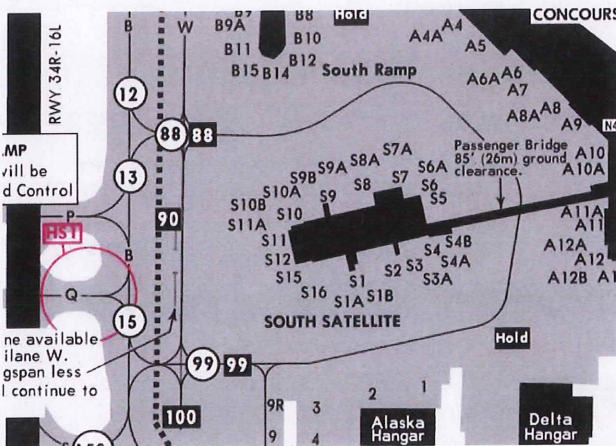 CONCOURS
B
W
B9
B9A
B11
B15
B14
B8
B10
B12
Hold
A4A
A4
A5
A6A
A6
A7
A8A
A8
A9
A10
A10A
A11A
A11
A12A
A12
A12B
RWY 34R-16L
South Ramp
12
88
88
13
MP
will be
d Control
Passenger Bridge
85' (26m) ground
clearance.
P
HST
90
B
Q
S10B
S11A
S10A
S10
S9B
S9
S9A
S8A
S8
S7A
S7
S6A
S6
S5
S11
S12
S15
S16
S1
S1A
S1B
S2
S3
S3A
S4
S4A
S4B
15
SOUTH SATELLITE
Hold
ne available
ilane W.
gspan less
l continue to
99
99
100
9R
9
3
4
2
1
Alaska
Hangar
Delta
Hangar